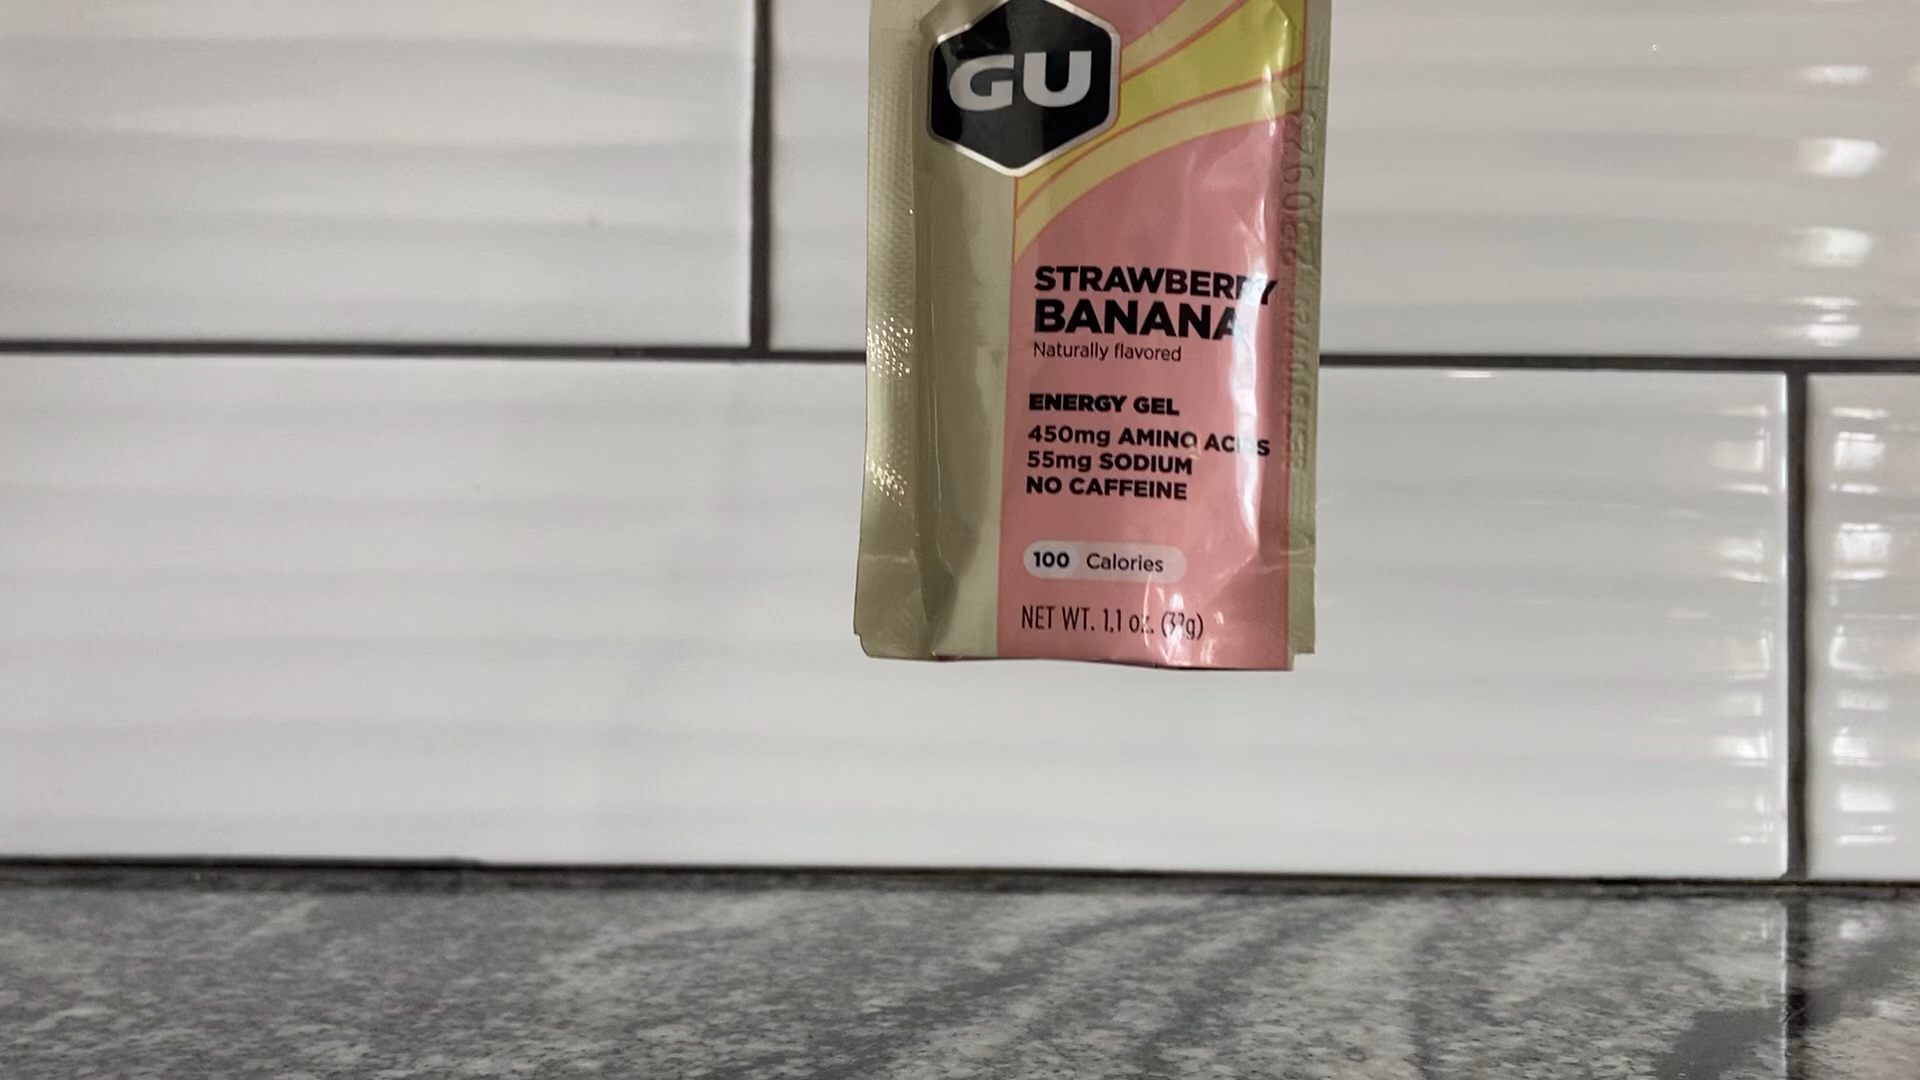 GU
STRAWBERRY
BANANA
Naturally flavored
ENERGY GEL
450mg AMINO ACIDS
55mg SODIUM
NO CAFFEINE
100 Calories
NET WT. 1.1 oz. (32g)